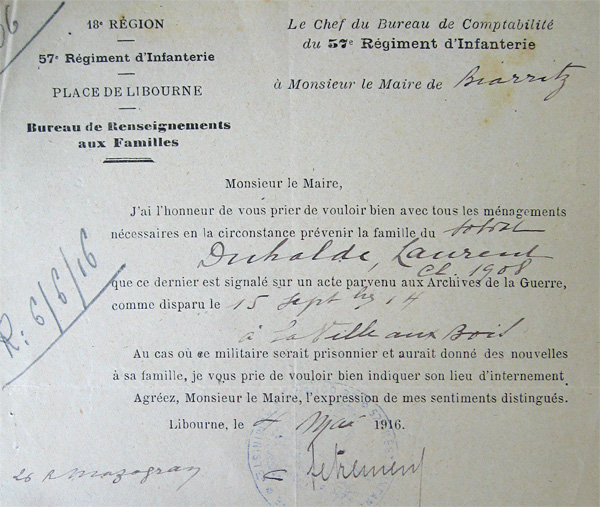 18e RÉGION
57e Régiment d'Infanterie
PLACE DE LIBOURNE
Bureau de Renseignements
aux Familles
Le Chef du Bureau de Comptabilité
du 57e Régiment d'Infanterie
à Monsieur le Maire de Biarritz
Monsieur le Maire,
J'ai l'honneur de vous prier de vouloir bien avec tous les ménagements
nécessaires en la circonstance prévenir la famille du soldat
Duhalde, Laurent
Cl. 1908
que ce dernier est signalé sur un acte parvenu aux Archives de la Guerre,
comme disparu le 15 Sept bre 14
à La Ville aux Bois
Au cas où ce militaire serait prisonnier et aurait donné des nouvelles
à sa famille, je vous prie de vouloir bien indiquer son lieu d'internement
Agréez, Monsieur le Maire, l'expression de mes sentiments distingués.
Libourne, le Mai 1916.
R: 6/6/16
26 R Mazagran